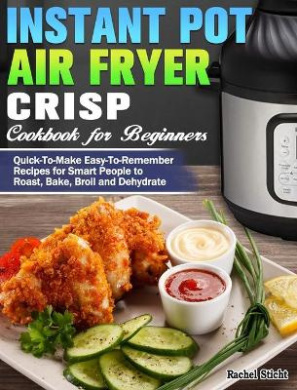 INSTANT POT
AIR FRYER
CRISP
Cookbook for Beginners
Quick-To-Make Easy-To-Remember
Recipes for Smart People to
Roast, Bake, Broil and Dehydrate
Rachel Sticht